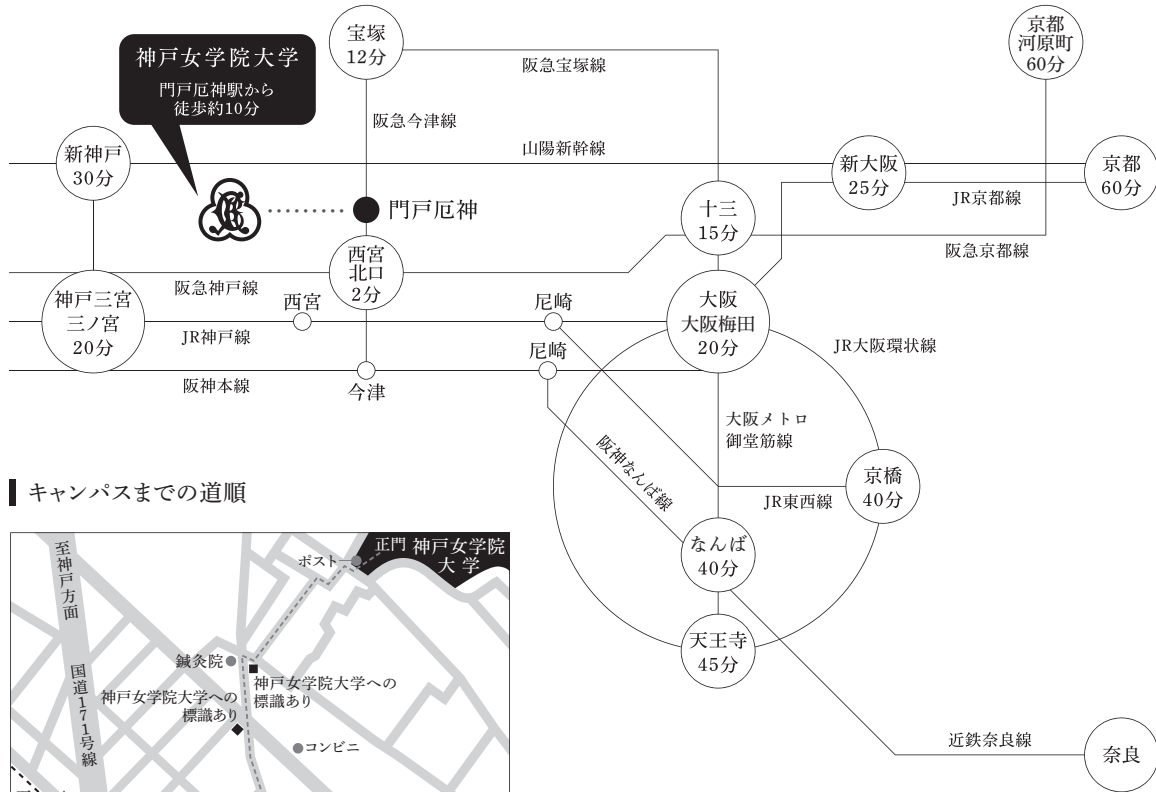 宝塚
12分
京都
河原町
60分
神戸女学院大学
門戸厄神駅から
徒歩約10分
阪急宝塚線
阪急今津線
山陽新幹線
新神戸
30分
新大阪
25分
京都
60分
JR京都線
門戸厄神
十三
15分
阪急京都線
西宮
北口
2分
阪急神戸線
神戸三宮
三ノ宮
20分
西宮
尼崎
大阪
大阪梅田
20分
JR神戸線
JR大阪環状線
尼崎
阪神本線
今津
大阪メトロ
御堂筋線
阪神なんば線
京橋
40分
JR東西線
なんば
40分
天王寺
45分
近鉄奈良線
奈良
キャンパスまでの道順
至神戸方面
ポスト
正門
神戸女学院
大学
鍼灸院
国道171号線
神戸女学院大学への
標識あり
神戸女学院大学への
標識あり
コンビニ